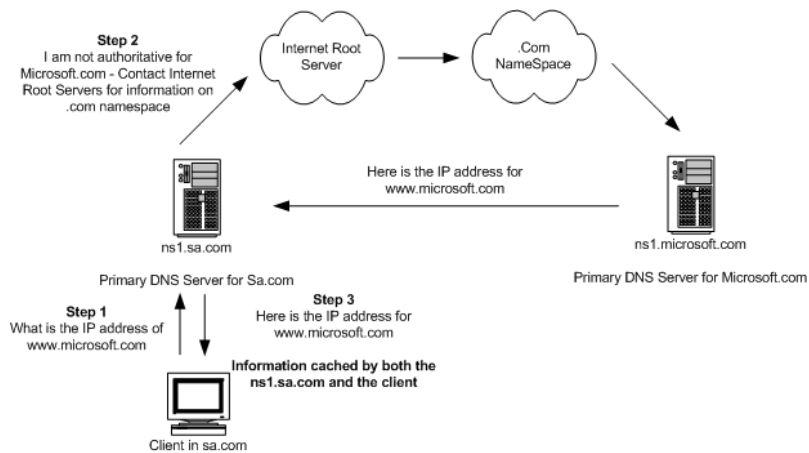 Step 2
I am not authoritative for
Microsoft.com - Contact Internet
Root Servers for information on
.com namespace
Internet Root
Server
.Com
NameSpace
Here is the IP address for
www.microsoft.com
ns1.sa.com
ns1.microsoft.com
Primary DNS Server for Sa.com
Primary DNS Server for Microsoft.com
Step 1
What is the IP address of
www.microsoft.com
Step 3
Here is the IP address for
www.microsoft.com
Information cached by both the
ns1.sa.com and the client
Client in sa.com